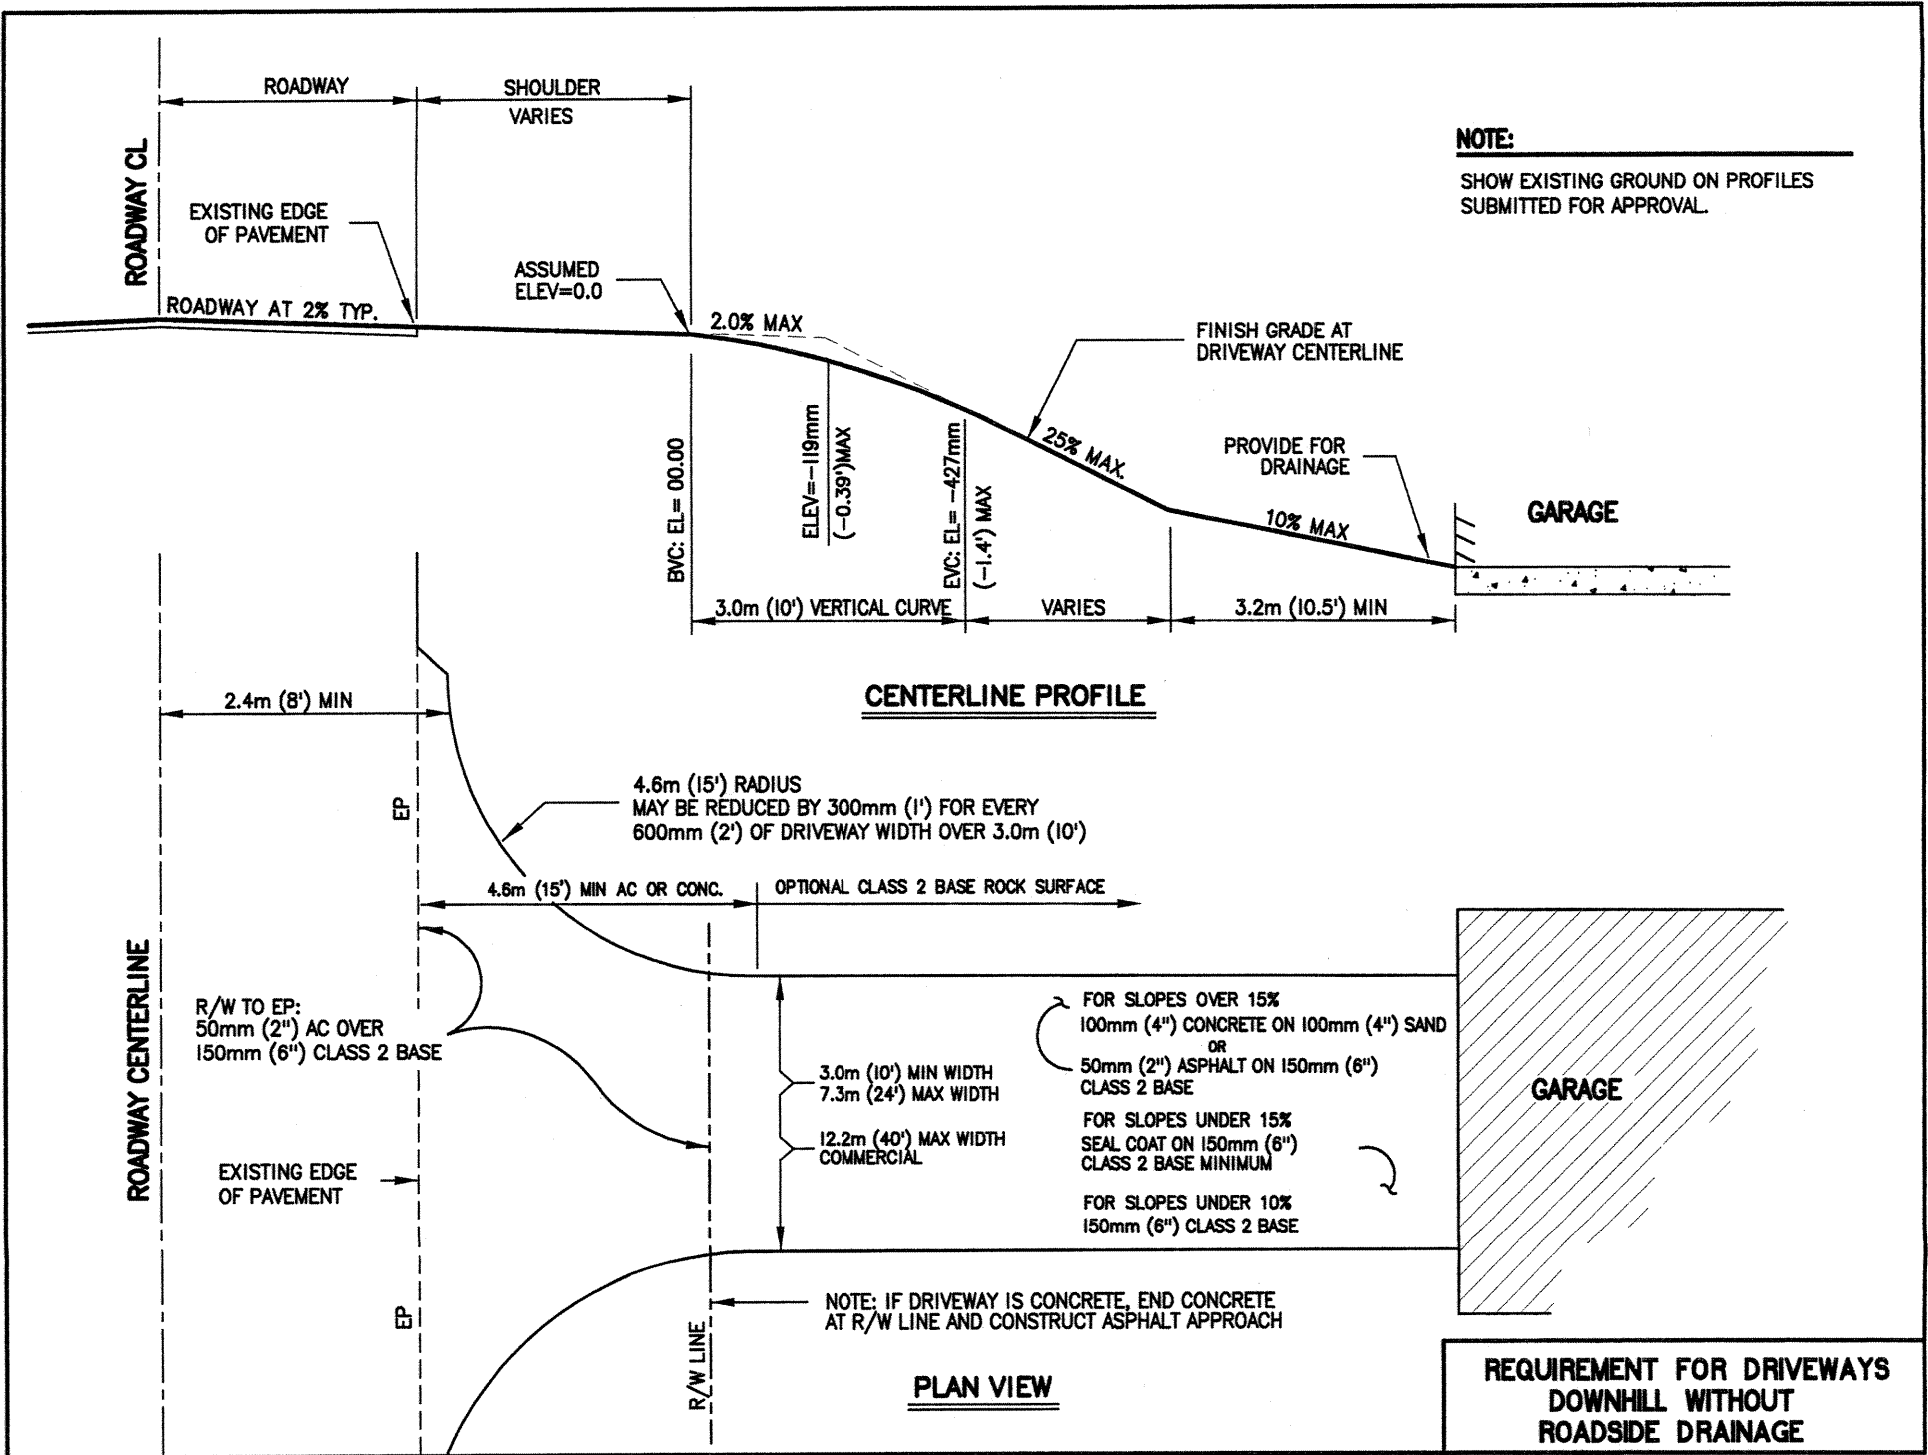 ROADWAY
SHOULDER
VARIES
NOTE:
SHOW EXISTING GROUND ON PROFILES
SUBMITTED FOR APPROVAL.
ROADWAY CL
EXISTING EDGE
OF PAVEMENT
ASSUMED
ELEV=0.0
ROADWAY AT 2% TYP.
2.0% MAX
FINISH GRADE AT
DRIVEWAY CENTERLINE
25% MAX.
PROVIDE FOR
DRAINAGE
10% MAX
GARAGE
BVC: EL= 00.00
ELEV=-119mm
(-0.39')MAX
EVC: EL= -427mm
(-1.4') MAX
3.0m (10') VERTICAL CURVE
VARIES
3.2m (10.5') MIN
CENTERLINE PROFILE
2.4m (8') MIN
4.6m (15') RADIUS
MAY BE REDUCED BY 300mm (1') FOR EVERY
600mm (2') OF DRIVEWAY WIDTH OVER 3.0m (10')
EP
4.6m (15') MIN AC OR CONC.
OPTIONAL CLASS 2 BASE ROCK SURFACE
ROADWAY CENTERLINE
R/W TO EP:
50mm (2") AC OVER
150mm (6") CLASS 2 BASE
EXISTING EDGE
OF PAVEMENT
3.0m (10') MIN WIDTH
7.3m (24') MAX WIDTH
12.2m (40') MAX WIDTH
COMMERCIAL
FOR SLOPES OVER 15%
100mm (4") CONCRETE ON 100mm (4") SAND
OR
50mm (2") ASPHALT ON 150mm (6")
CLASS 2 BASE
FOR SLOPES UNDER 15%
SEAL COAT ON 150mm (6")
CLASS 2 BASE MINIMUM
FOR SLOPES UNDER 10%
150mm (6") CLASS 2 BASE
GARAGE
EP
R/W LINE
NOTE: IF DRIVEWAY IS CONCRETE, END CONCRETE
AT R/W LINE AND CONSTRUCT ASPHALT APPROACH
PLAN VIEW
REQUIREMENT FOR DRIVEWAYS
DOWNHILL WITHOUT
ROADSIDE DRAINAGE